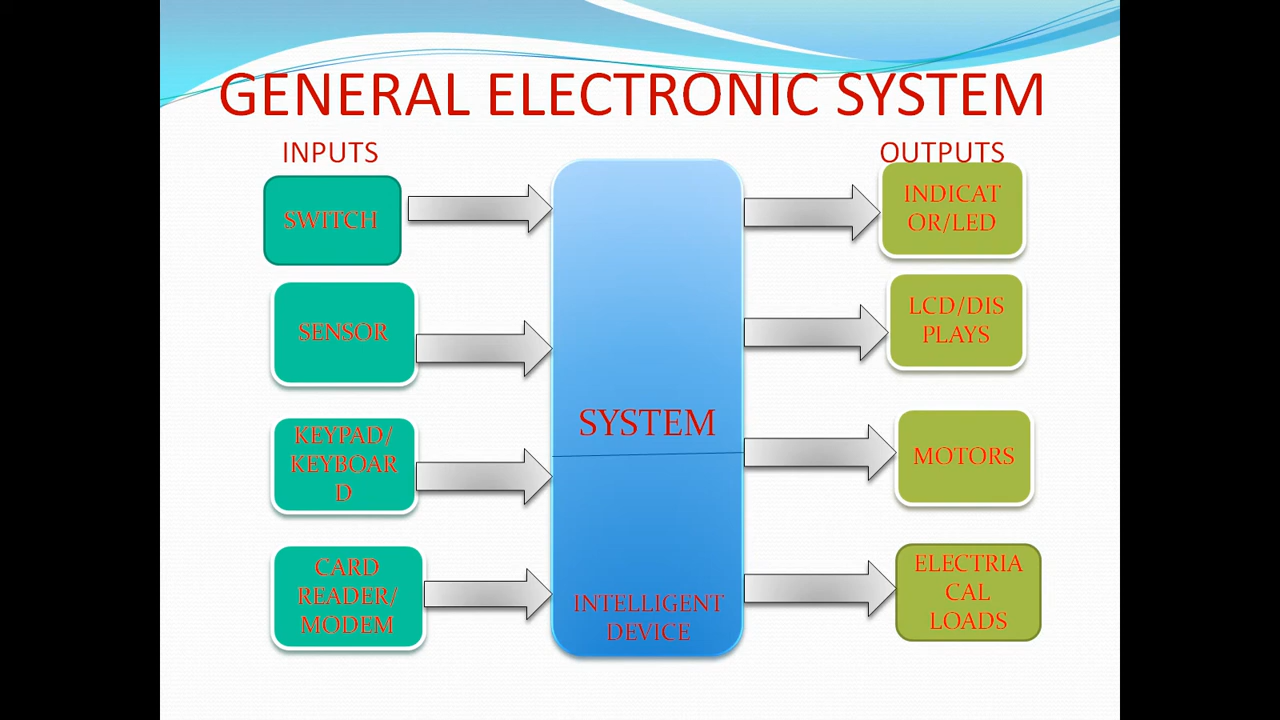 GENERAL ELECTRONIC SYSTEM
INPUTS
OUTPUTS
SWITCH
SENSOR
KEYPAD/
KEYBOAR
D
CARD
READER/
MODEM
SYSTEM
INTELLIGENT
DEVICE
INDICAT
OR/LED
LCD/DIS
PLAYS
MOTORS
ELECTRIA
CAL
LOADS